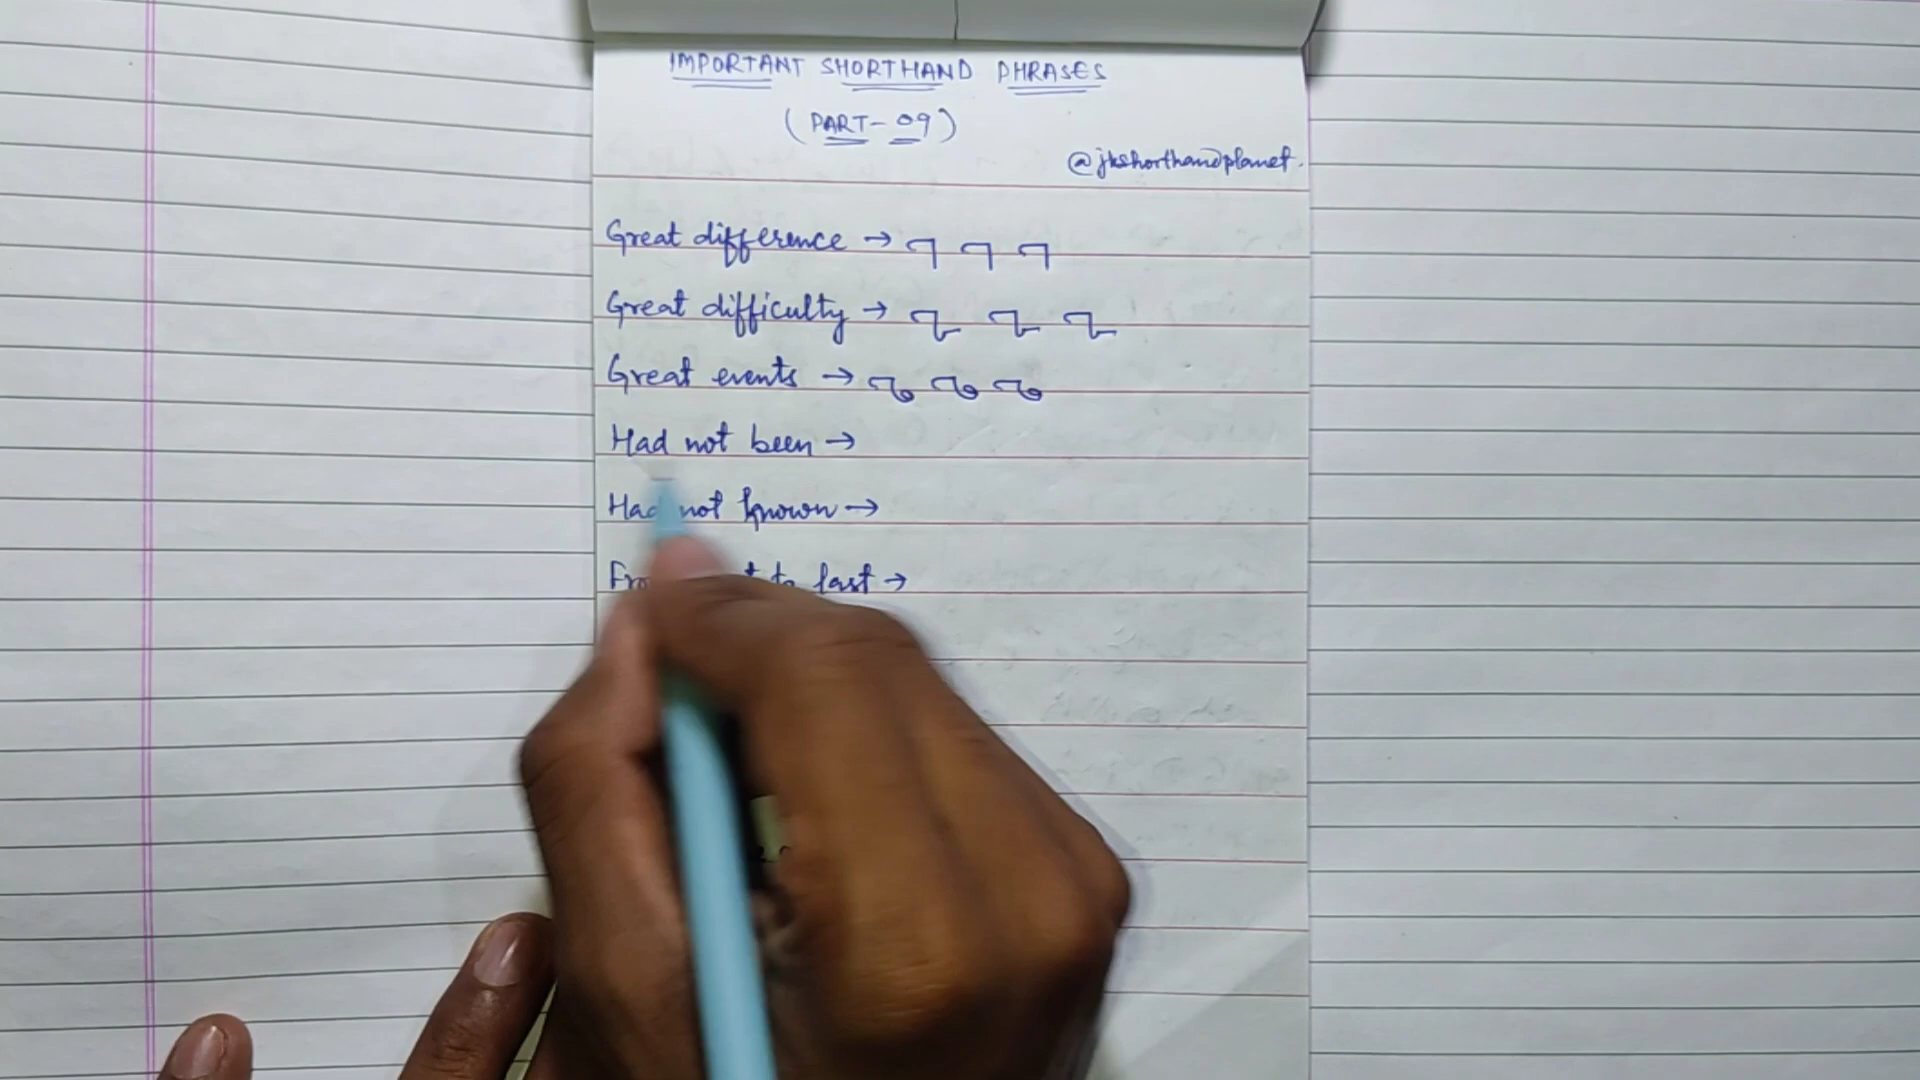 IMPORTANT SHORTHAND PHRASES
(PART-09)
@jkshorthandplanet.
Great difference →
Great difficulty →
Great events →
Had not been →
Had not known →
to last →